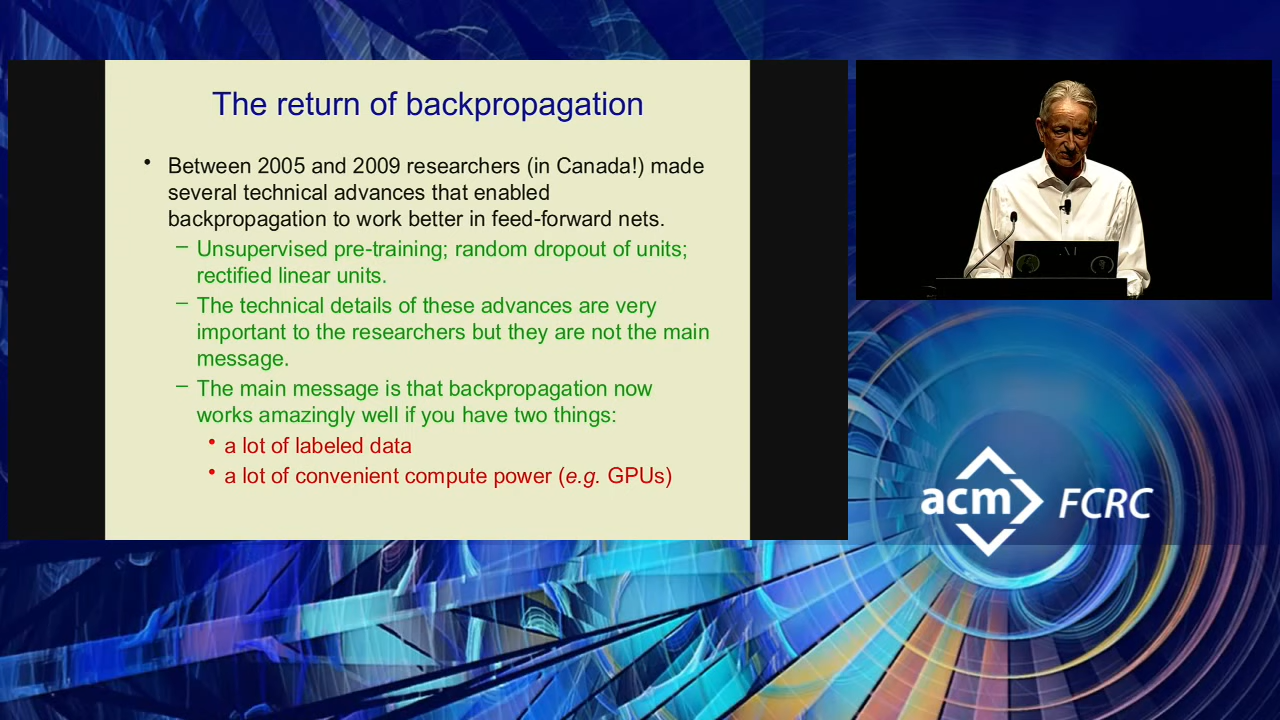 The return of backpropagation
• Between 2005 and 2009 researchers (in Canada!) made
several technical advances that enabled
backpropagation to work better in feed-forward nets.
– Unsupervised pre-training; random dropout of units;
rectified linear units.
– The technical details of these advances are very
important to the researchers but they are not the main
message.
– The main message is that backpropagation now
works amazingly well if you have two things:
• a lot of labeled data
• a lot of convenient compute power (e.g. GPUs)
acm FCRC